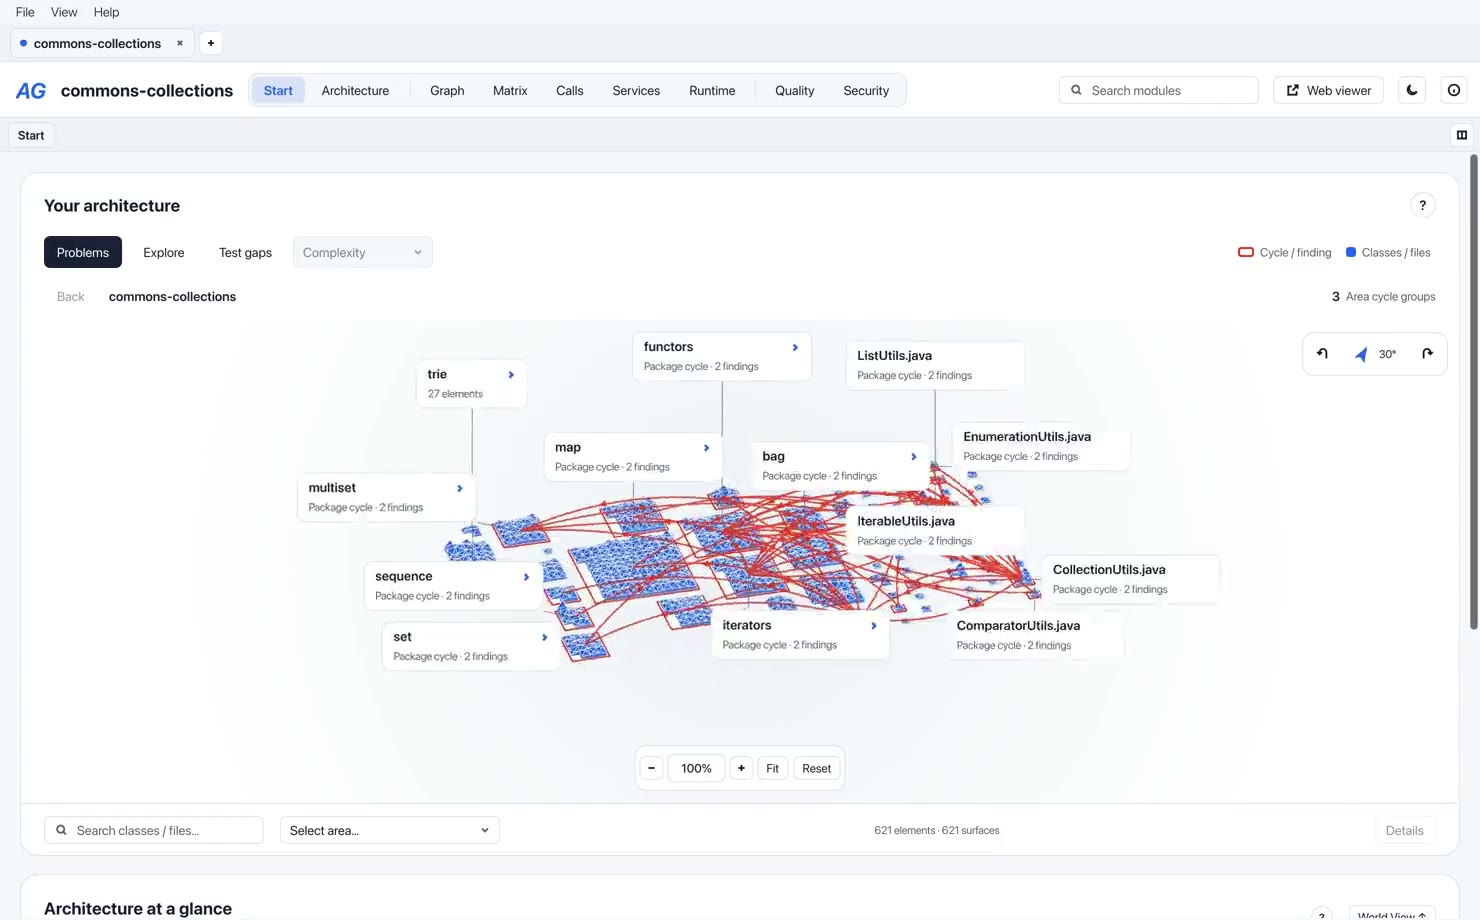 File View Help
commons-collections × +
AG commons-collections Start Architecture Graph Matrix Calls Services Runtime Quality Security Search modules Web viewer
Start
Your architecture ?
Problems Explore Test gaps Complexity Cycle / finding Classes / files
Back commons-collections 3 Area cycle groups
functors
Package cycle · 2 findings
ListUtils.java
Package cycle · 2 findings
30°
trie
27 elements
EnumerationUtils.java
Package cycle · 2 findings
map
Package cycle · 2 findings
bag
Package cycle · 2 findings
multiset
Package cycle · 2 findings
IterableUtils.java
Package cycle · 2 findings
CollectionUtils.java
Package cycle · 2 findings
sequence
Package cycle · 2 findings
iterators
Package cycle · 2 findings
ComparatorUtils.java
Package cycle · 2 findings
set
Package cycle · 2 findings
− 100% + Fit Reset
Search classes / files... Select area... 621 elements · 621 surfaces Details
Architecture at a glance ? World View ↑